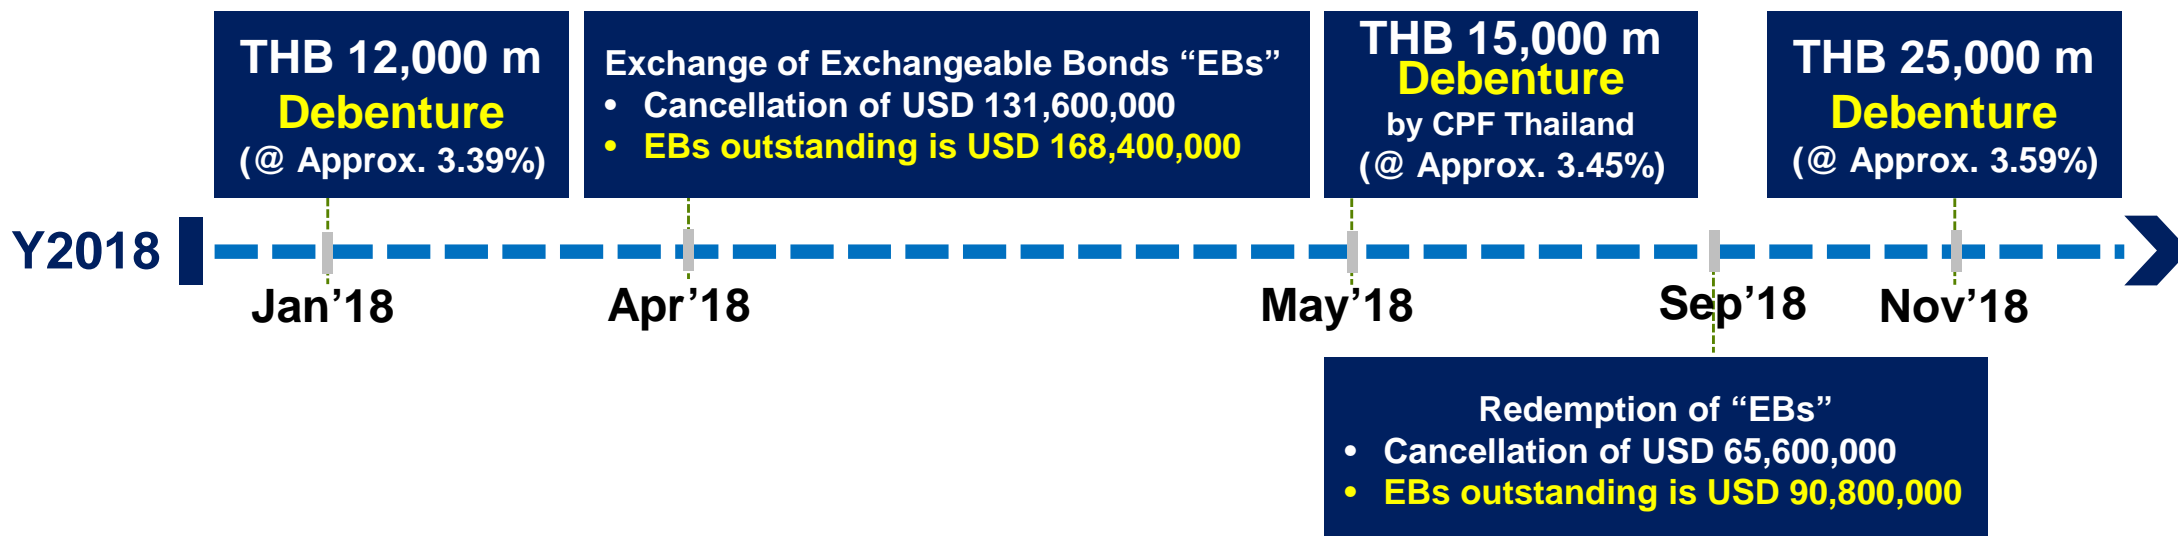 THB 12,000 m
Debenture
(@ Approx. 3.39%)
Exchange of Exchangeable Bonds “EBs”
• Cancellation of USD 131,600,000
• EBs outstanding is USD 168,400,000
THB 15,000 m
Debenture
by CPF Thailand
(@ Approx. 3.45%)
THB 25,000 m
Debenture
(@ Approx. 3.59%)
Y2018
Jan’18
Apr’18
May’18
Sep’18
Nov’18
Redemption of “EBs”
• Cancellation of USD 65,600,000
• EBs outstanding is USD 90,800,000